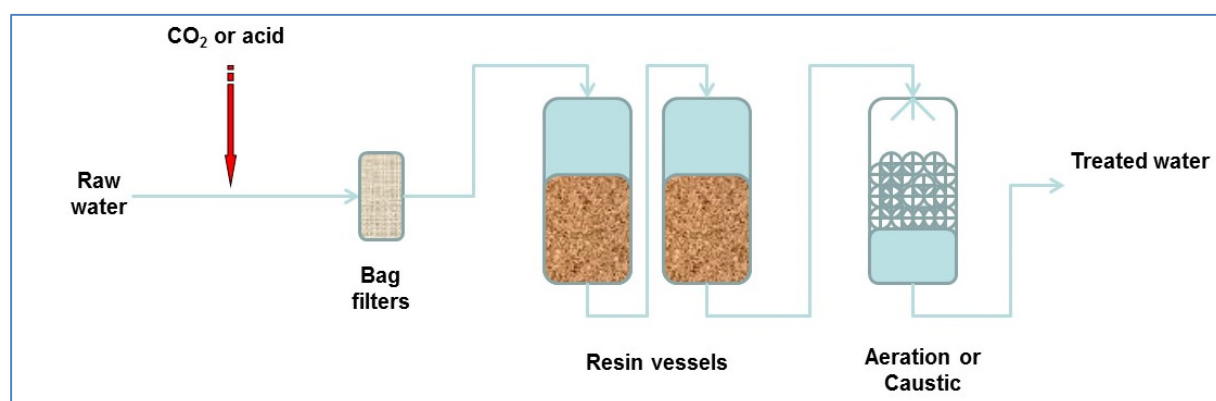 CO₂ or acid
Raw
water
Bag
filters
Resin vessels
Aeration or
Caustic
Treated water